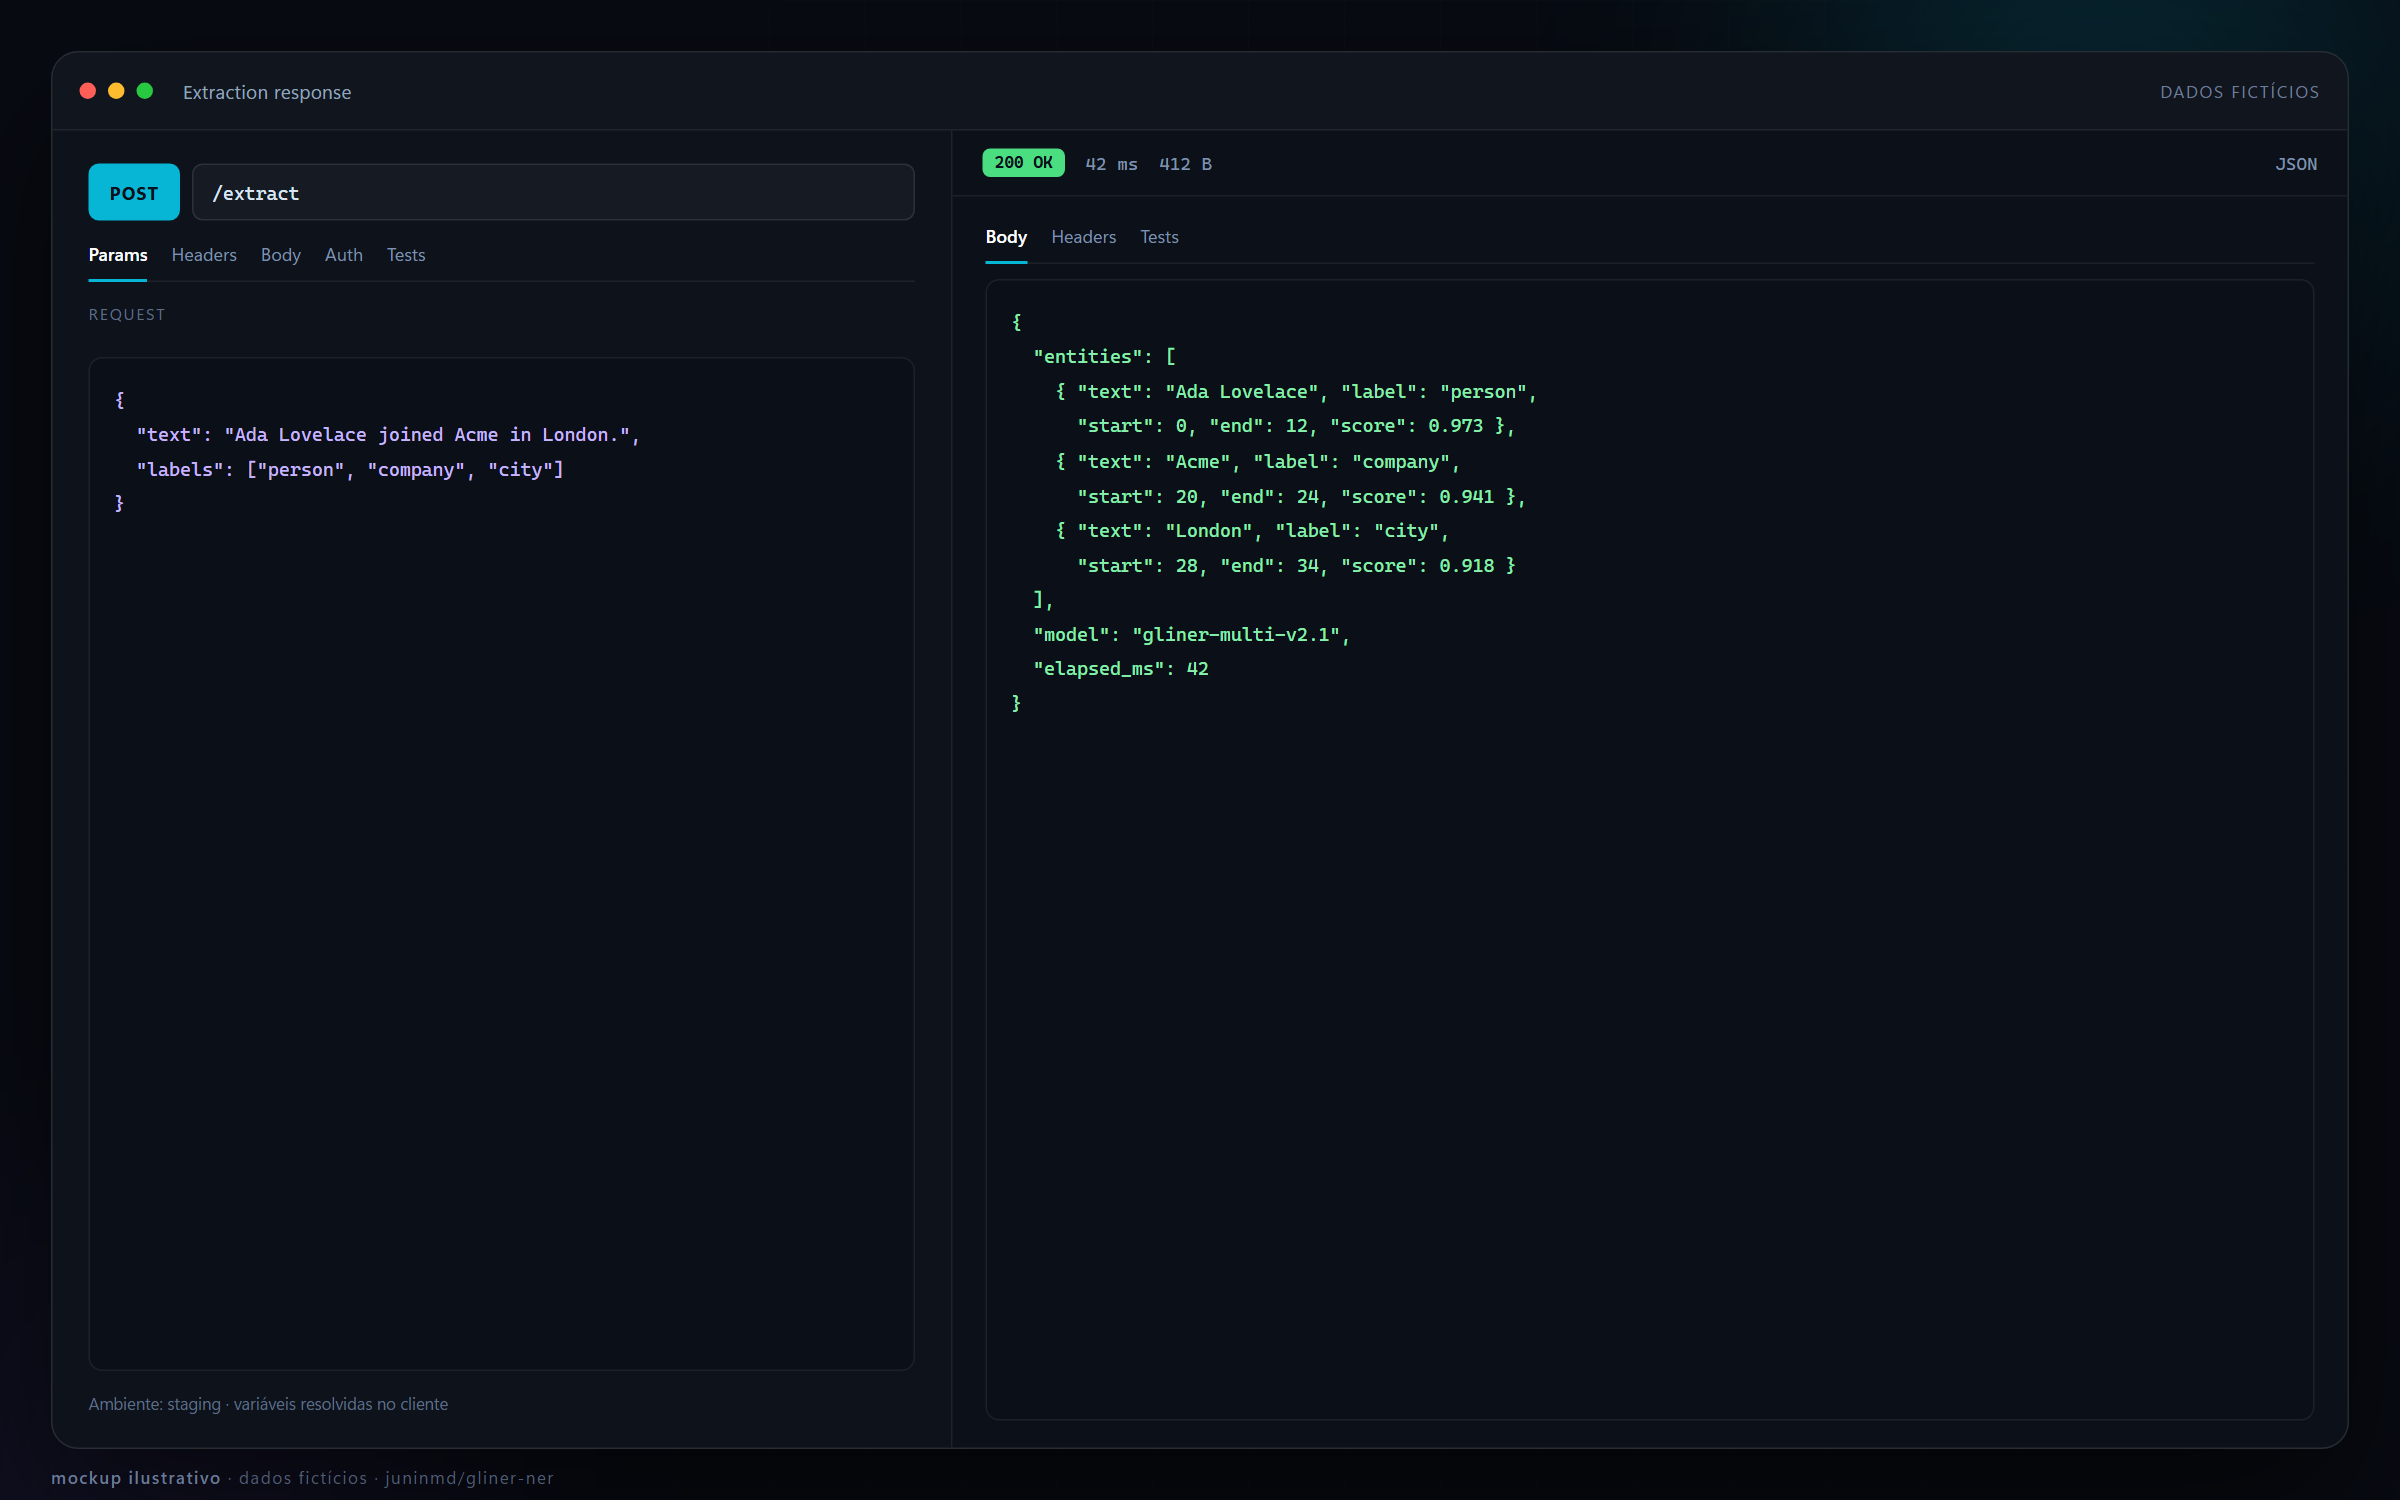 Extraction response
DADOS FICTÍCIOS
POST
/extract
Params Headers Body Auth Tests
REQUEST
{
  "text": "Ada Lovelace joined Acme in London.",
  "labels": ["person", "company", "city"]
}
Ambiente: staging · variáveis resolvidas no cliente
200 OK 42 ms 412 B
JSON
Body Headers Tests
{
  "entities": [
    { "text": "Ada Lovelace", "label": "person",
      "start": 0, "end": 12, "score": 0.973 },
    { "text": "Acme", "label": "company",
      "start": 20, "end": 24, "score": 0.941 },
    { "text": "London", "label": "city",
      "start": 28, "end": 34, "score": 0.918 }
  ],
  "model": "gliner-multi-v2.1",
  "elapsed_ms": 42
}
mockup ilustrativo · dados fictícios · juninmd/gliner-ner